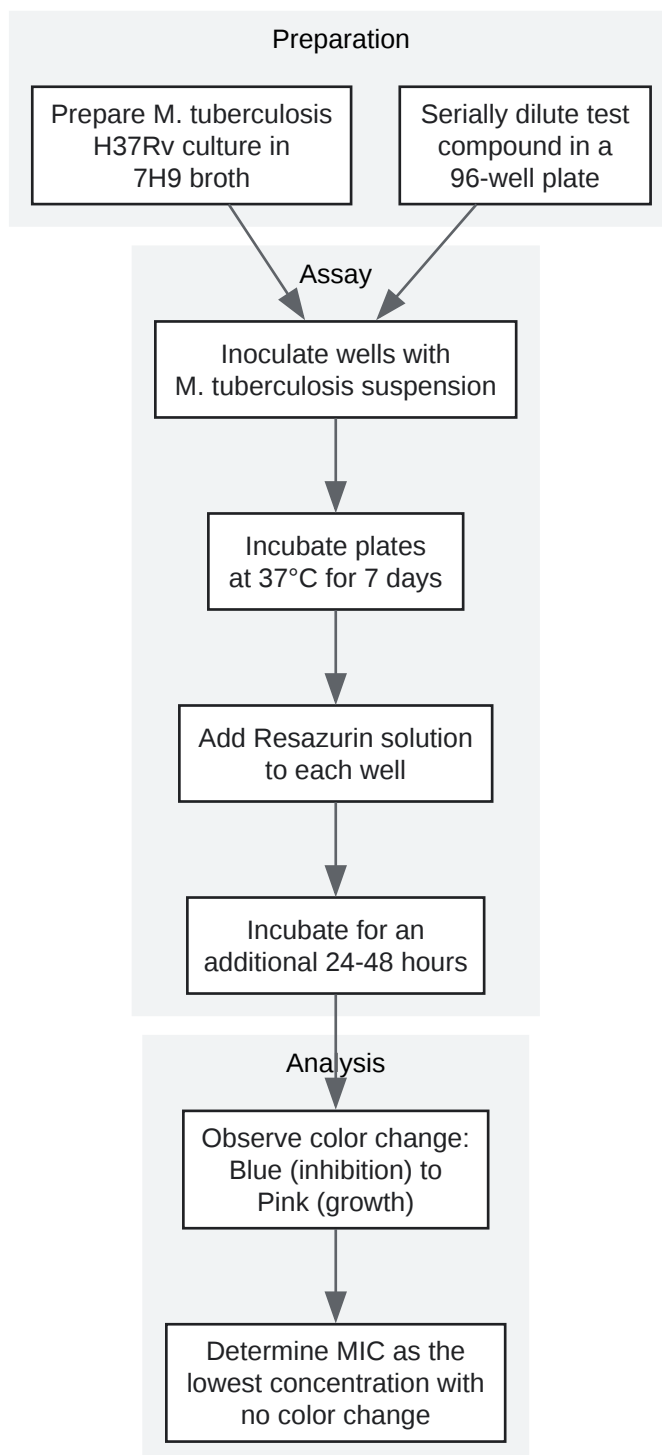 Preparation
Prepare M. tuberculosis
H37Rv culture in
7H9 broth
Serially dilute test
compound in a
96-well plate
Assay
Inoculate wells with
M. tuberculosis suspension
Incubate plates
at 37°C for 7 days
Add Resazurin solution
to each well
Incubate for an
additional 24-48 hours
Analysis
Observe color change:
Blue (inhibition) to
Pink (growth)
Determine MIC as the
lowest concentration with
no color change